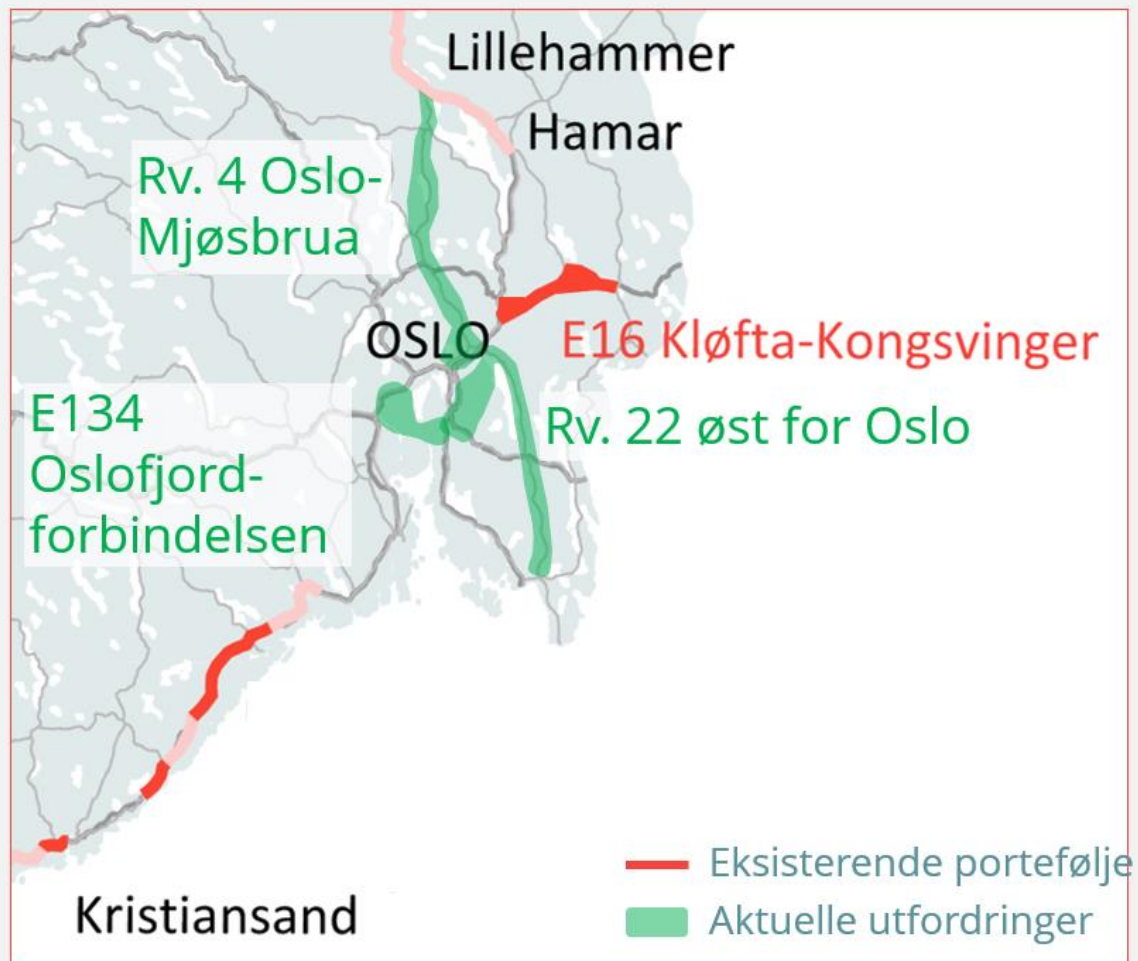 Lillehammer
Hamar
Rv. 4 Oslo-
Mjøsbrua
OSLO
E16 Kløfta-Kongsvinger
E134
Oslofjord-
forbindelsen
Rv. 22 øst for Oslo
Eksisterende portefølje
Aktuelle utfordringer
Kristiansand